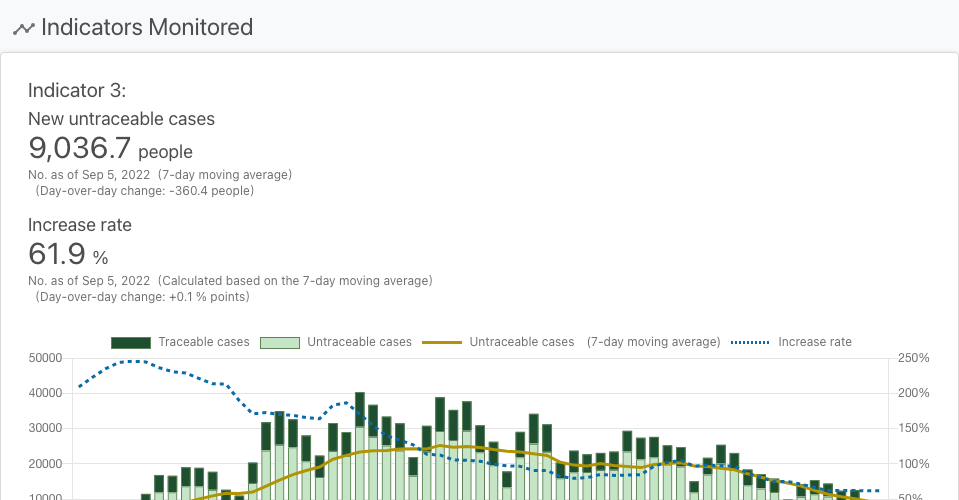 Indicators Monitored
Indicator 3:
New untraceable cases
9,036.7 people
No. as of Sep 5, 2022 (7-day moving average)
(Day-over-day change: -360.4 people)
Increase rate
61.9 %
No. as of Sep 5, 2022 (Calculated based on the 7-day moving average)
(Day-over-day change: +0.1 % points)
Traceable cases Untraceable cases Untraceable cases (7-day moving average) Increase rate
50000 250%
40000 200%
30000 150%
20000 100%
10000 50%